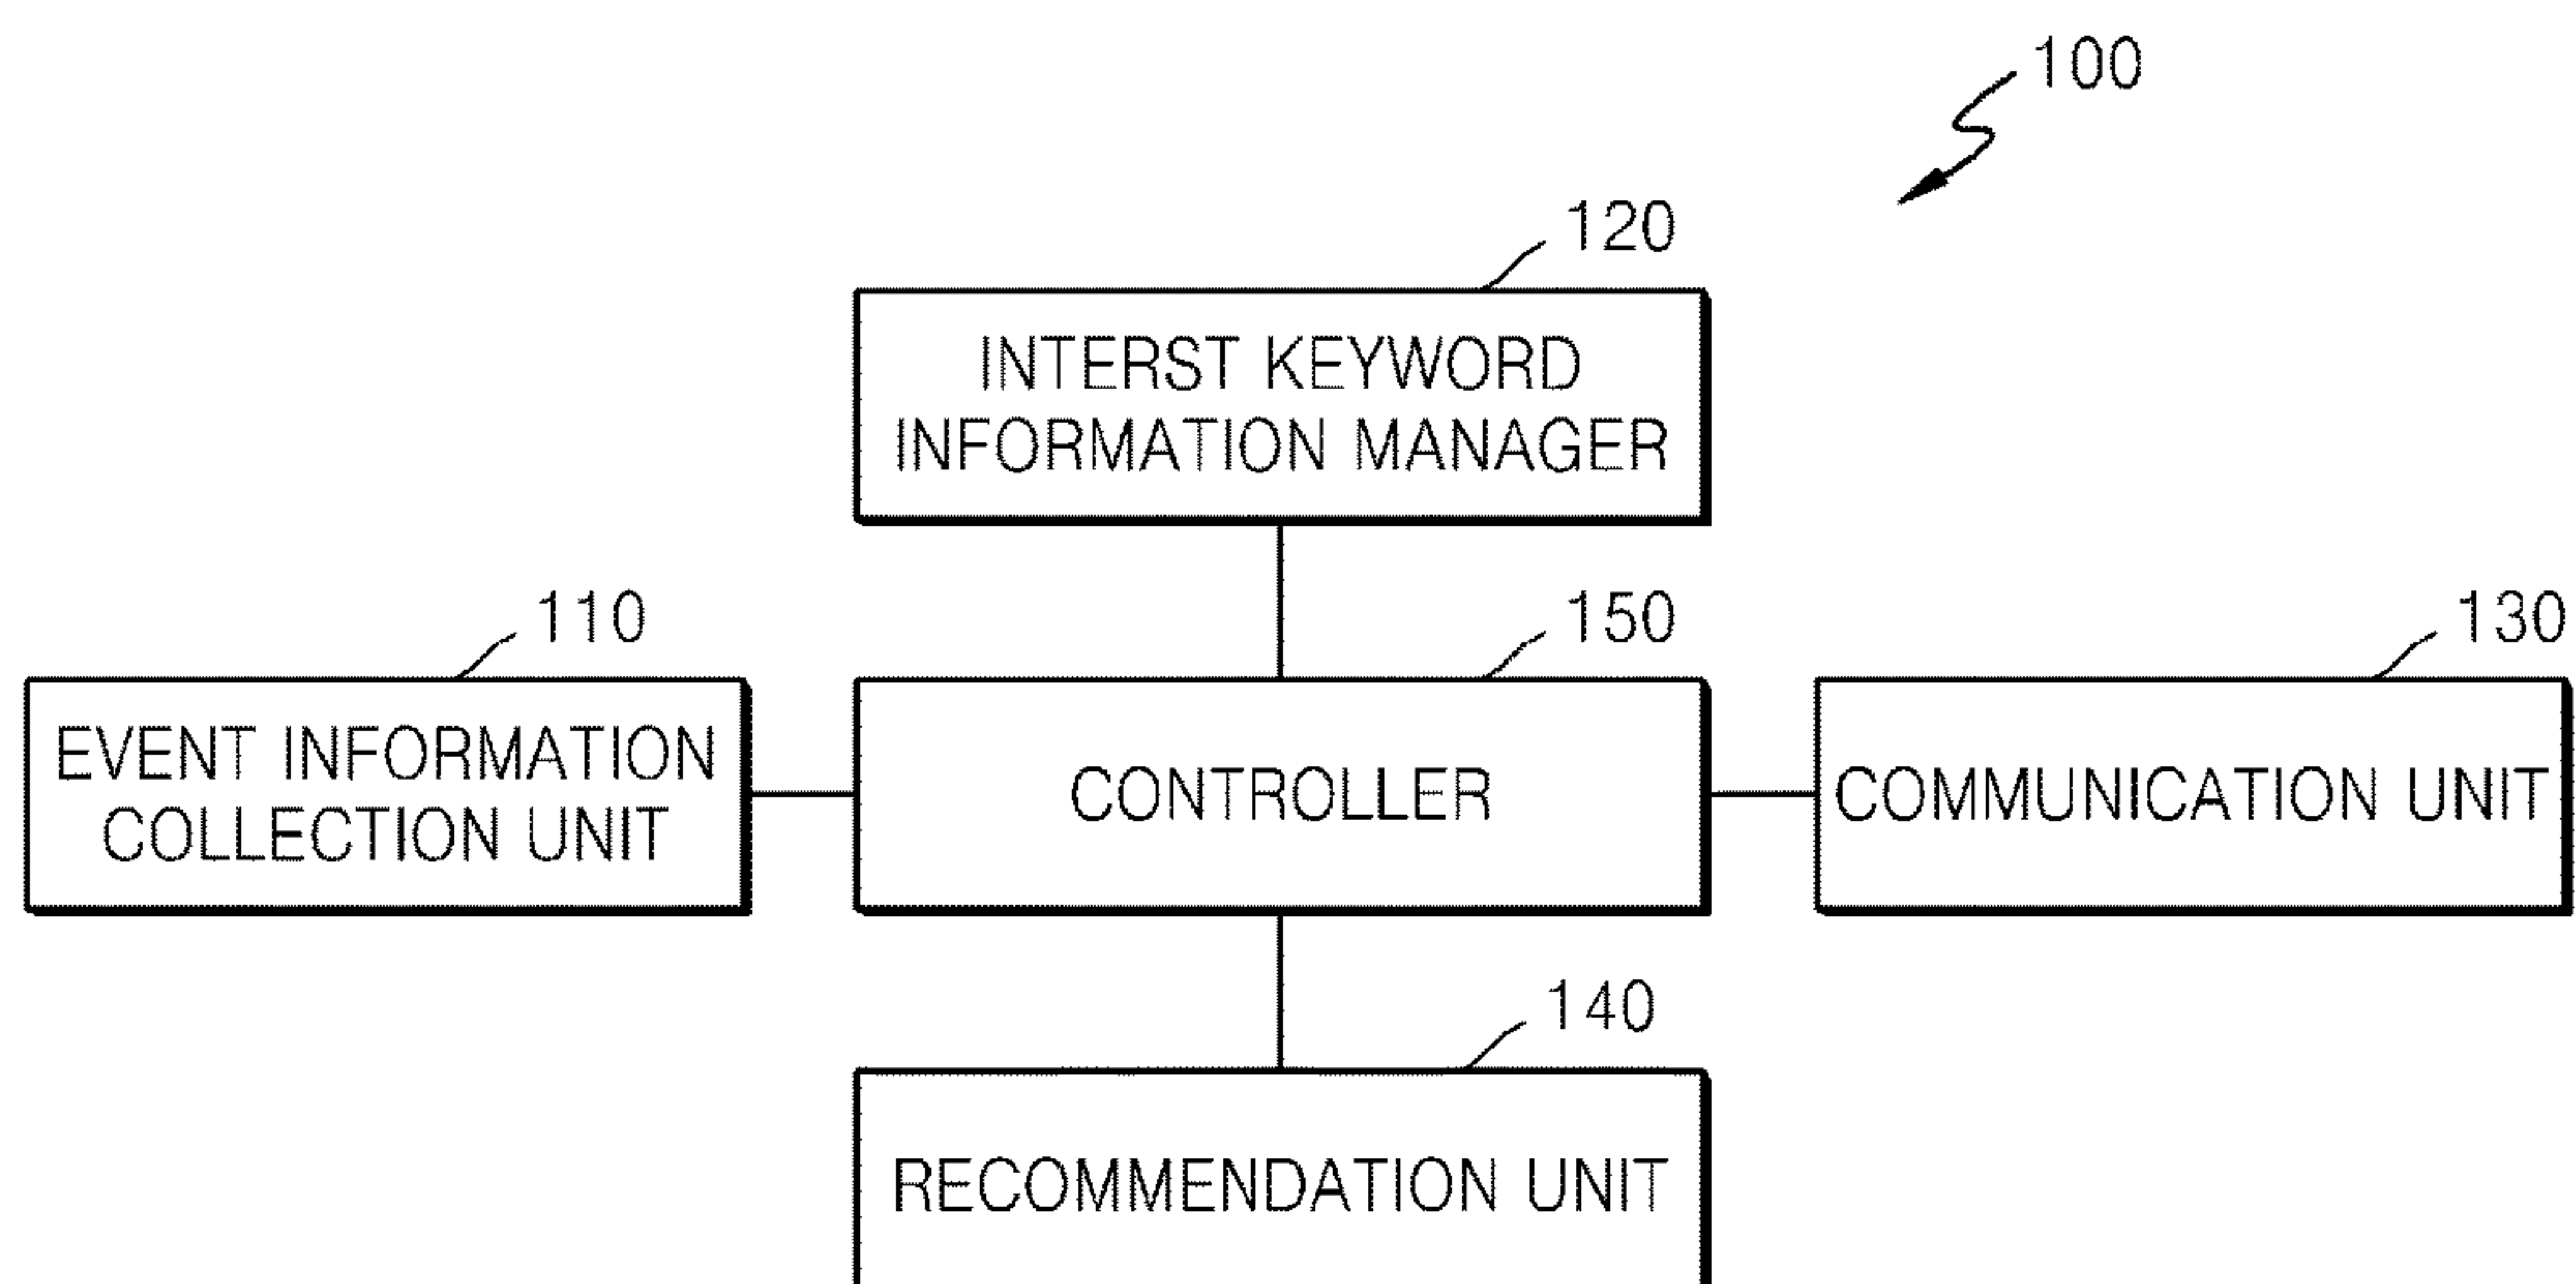 100
120
INTERST KEYWORD
INFORMATION MANAGER
110
150
130
EVENT INFORMATION
COLLECTION UNIT
CONTROLLER
COMMUNICATION UNIT
140
RECOMMENDATION UNIT